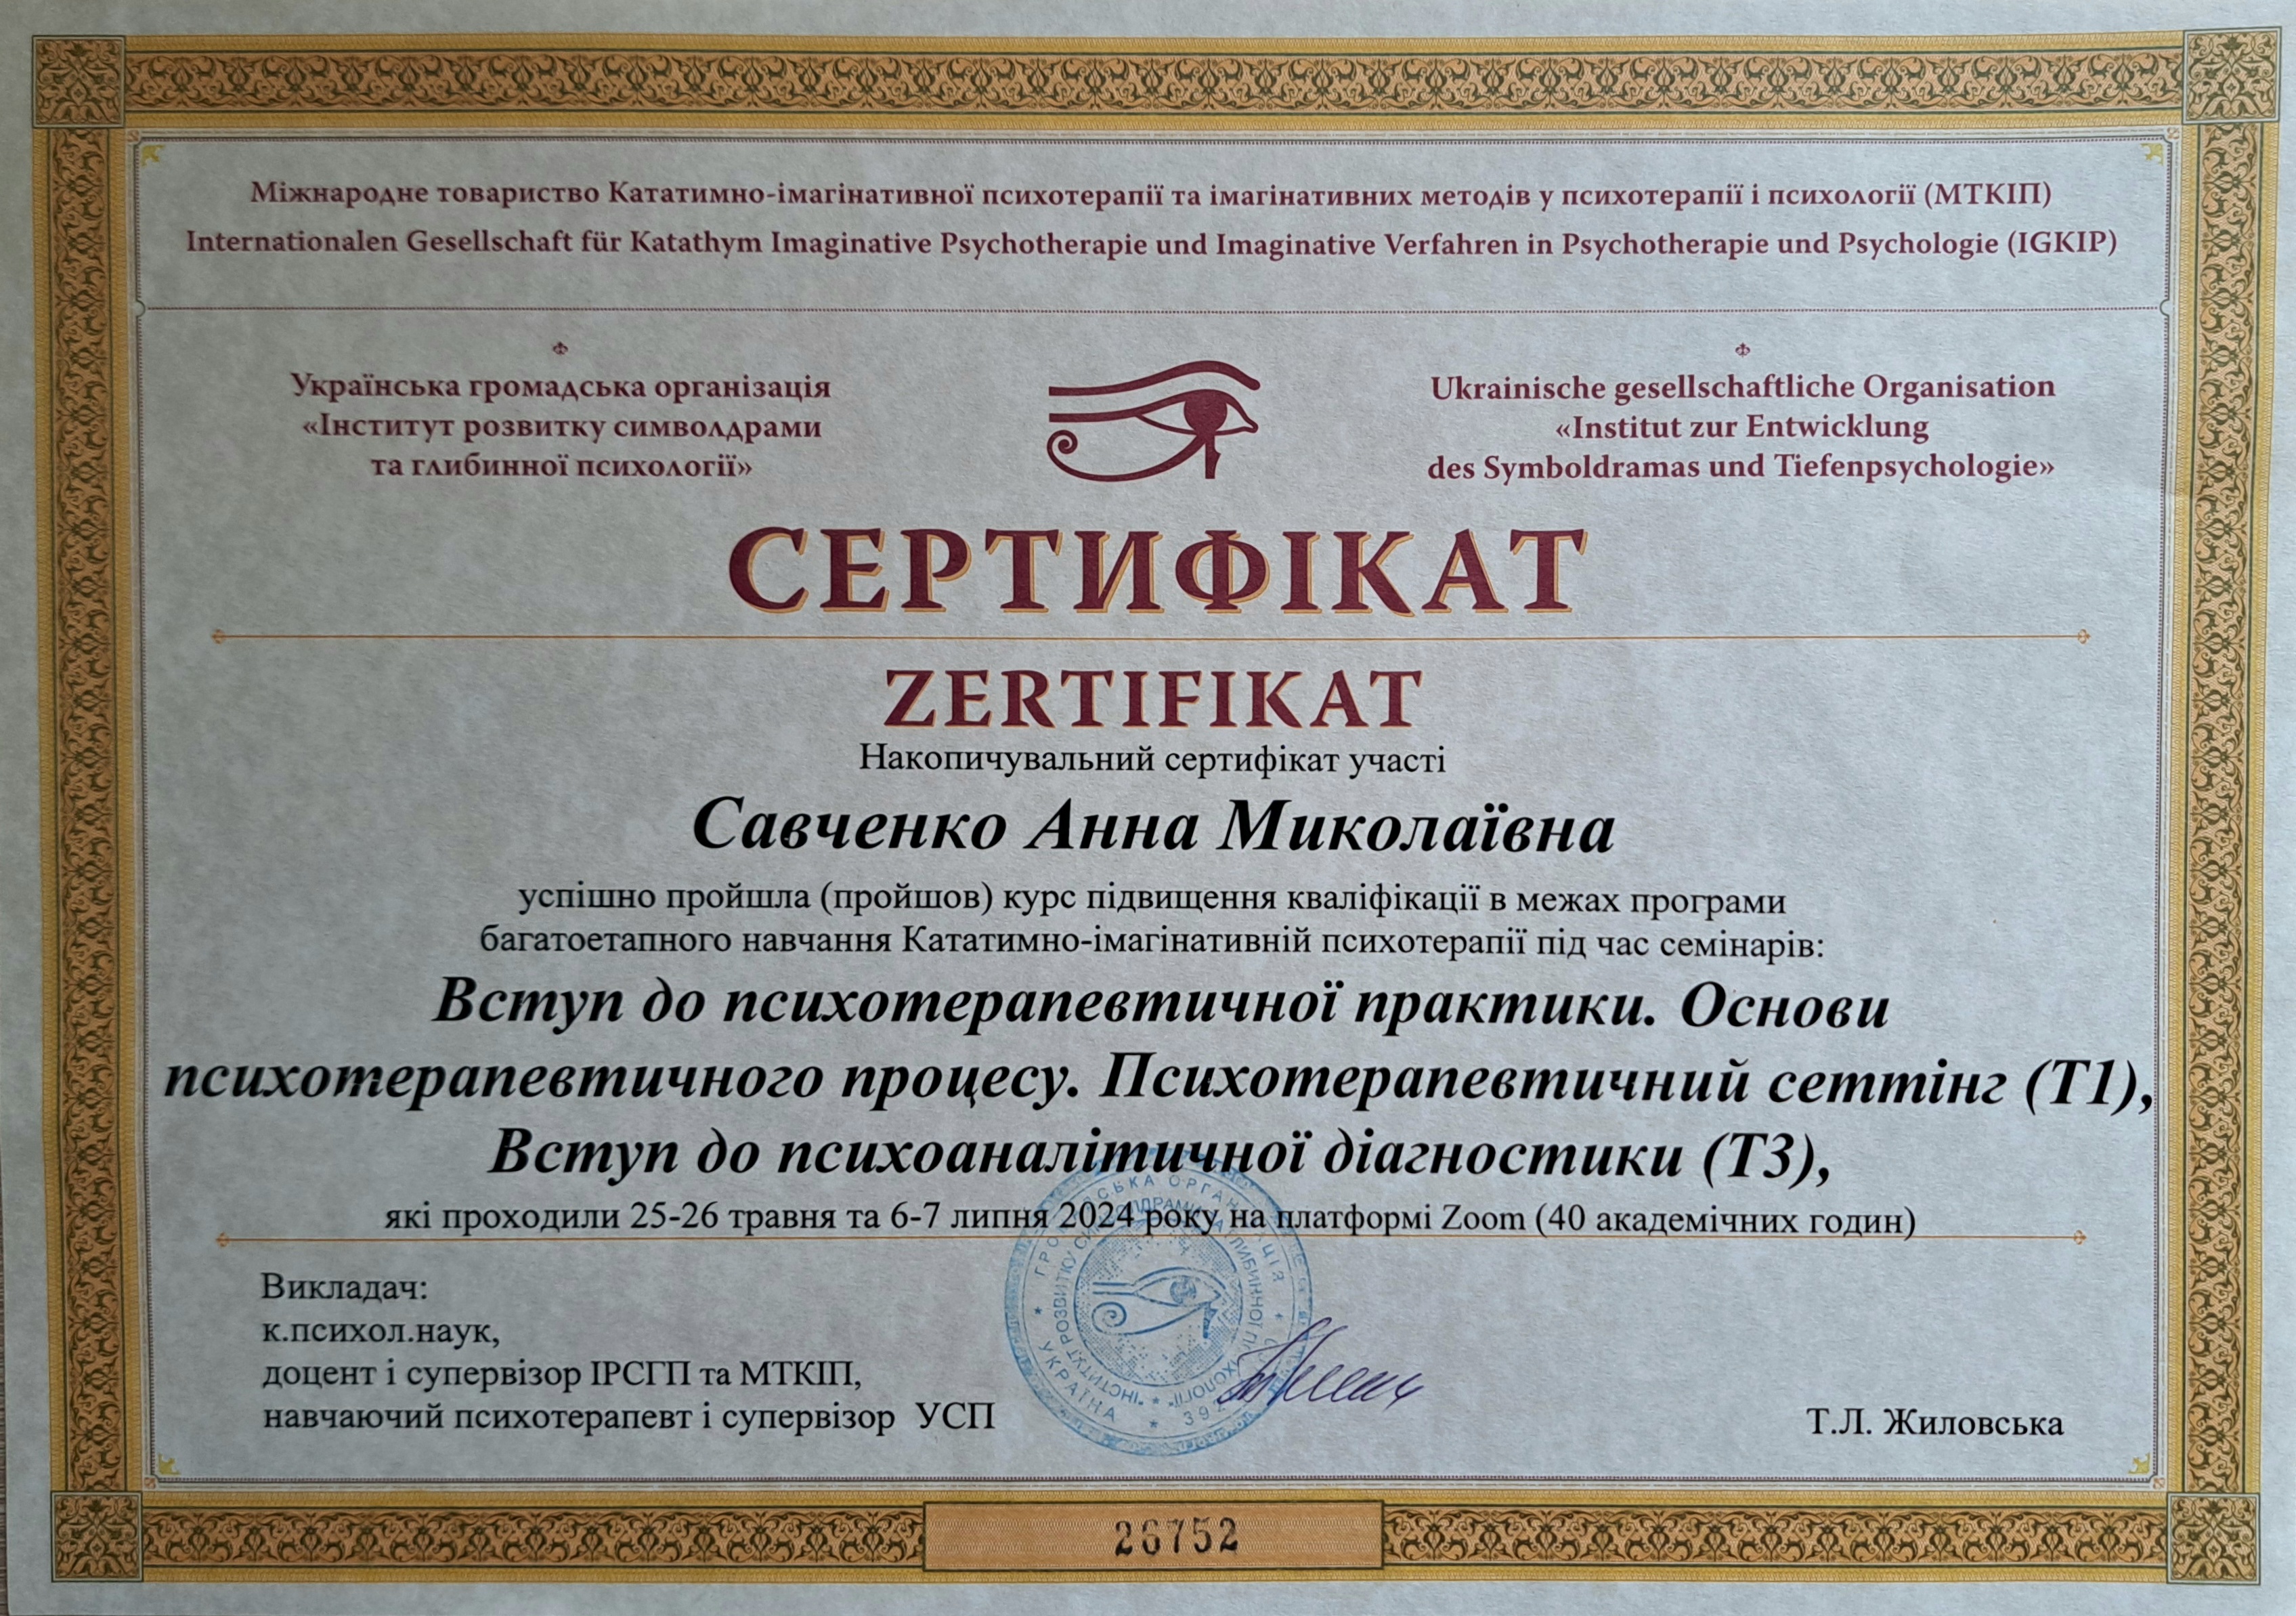 Міжнародне товариство Кататимно-імагінативної психотерапії та імагінативних методів у психотерапії і психології (МТКІП)
Internationalen Gesellschaft für Katathym Imaginative Psychotherapie und Imaginative Verfahren in Psychotherapie und Psychologie (IGKIP)
Українська громадська організація
«Інститут розвитку символдрами
та глибинної психології»
Ukrainische gesellschaftliche Organisation
«Institut zur Entwicklung
des Symboldramas und Tiefenpsychologie»
СЕРТИФІКАТ
ZERTIFIKAT
Накопичувальний сертифікат участі
Савченко Анна Миколаївна
успішно пройшла (пройшов) курс підвищення кваліфікації в межах програми
багатоетапного навчання Кататимно-імагінативній психотерапії під час семінарів:
Вступ до психотерапевтичної практики. Основи
психотерапевтичного процесу. Психотерапевтичний сеттінг (Т1),
Вступ до психоаналітичної діагностики (Т3),
які проходили 25-26 травня та 6-7 липня 2024 року на платформі Zoom (40 академічних годин)
Викладач:
к.психол.наук,
доцент і супервізор ІРСГП та МТКІП,
навчаючий психотерапевт і супервізор УСП
Т.Л. Жиловська
УКРАЇНА
26752